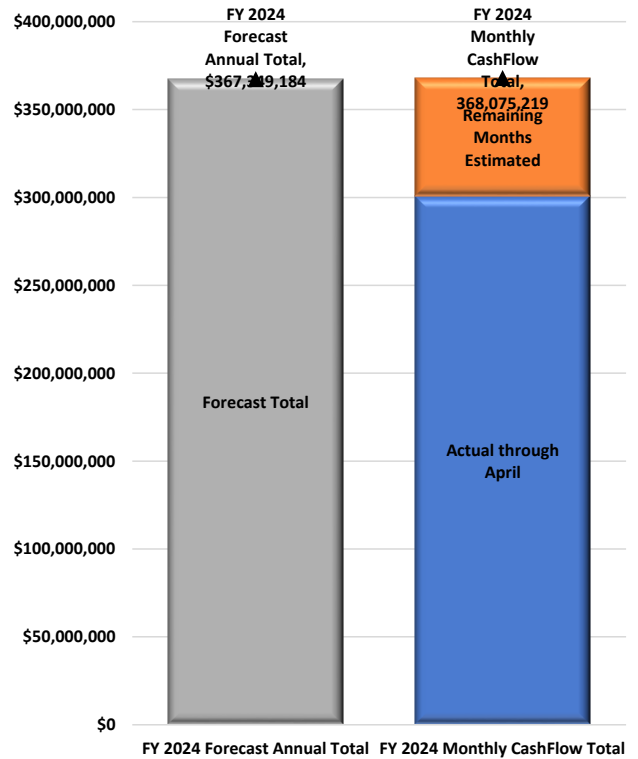 $400,000,000
$350,000,000
$300,000,000
$250,000,000
$200,000,000
$150,000,000
$100,000,000
$50,000,000
$0
FY 2024
Forecast
Annual Total,
Forecast Total
FY 2024
Monthly
CashFlow
Total,
368,075,219
Remaining
Months
Estimated
Actual through
April
FY 2024 Forecast Annual Total
FY 2024 Monthly CashFlow Total